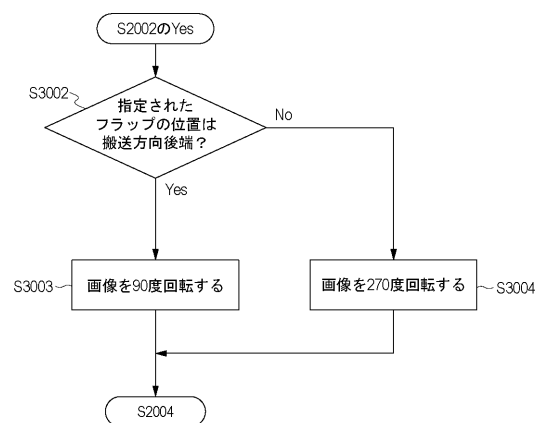 S2002のYes
S3002
指定された
フラップの位置は
搬送方向後端？
No
Yes
S3003
画像を90度回転する
画像を270度回転する
S3004
S2004